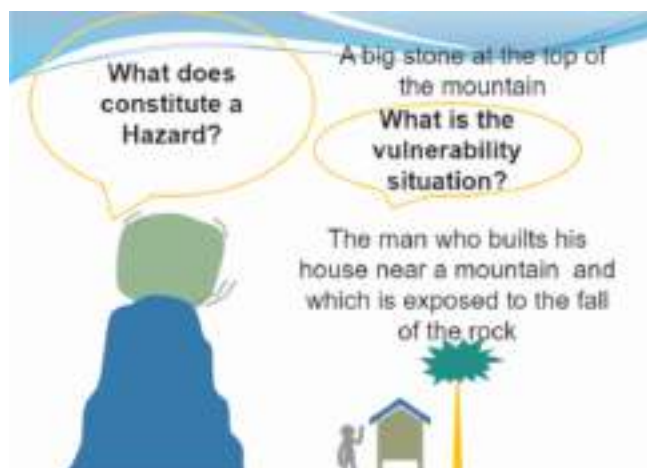 What does
constitute a
Hazard?
A big stone at the top of
the mountain
What is the
vulnerability
situation?
The man who builts his
house near a mountain and
which is exposed to the fall
of the rock